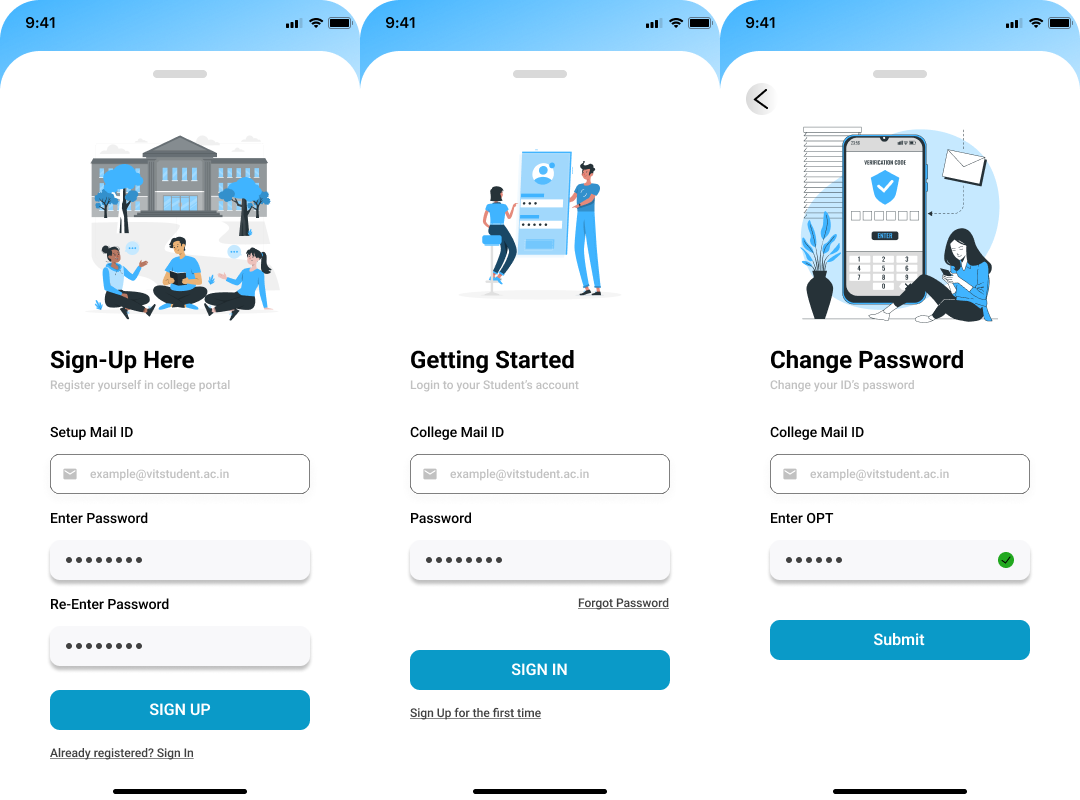 9:41
Sign-Up Here
Register yourself in college portal
Setup Mail ID
example@vitstudent.ac.in
Enter Password
Re-Enter Password
SIGN UP
Already registered? Sign In
9:41
Getting Started
Login to your Student's account
College Mail ID
example@vitstudent.ac.in
Password
Forgot Password
SIGN IN
Sign Up for the first time
9:41
VERIFICATION CODE
ENTER
1 2 3
4 5 6
7 8 9
0
Change Password
Change your ID's password
College Mail ID
example@vitstudent.ac.in
Enter OPT
Submit